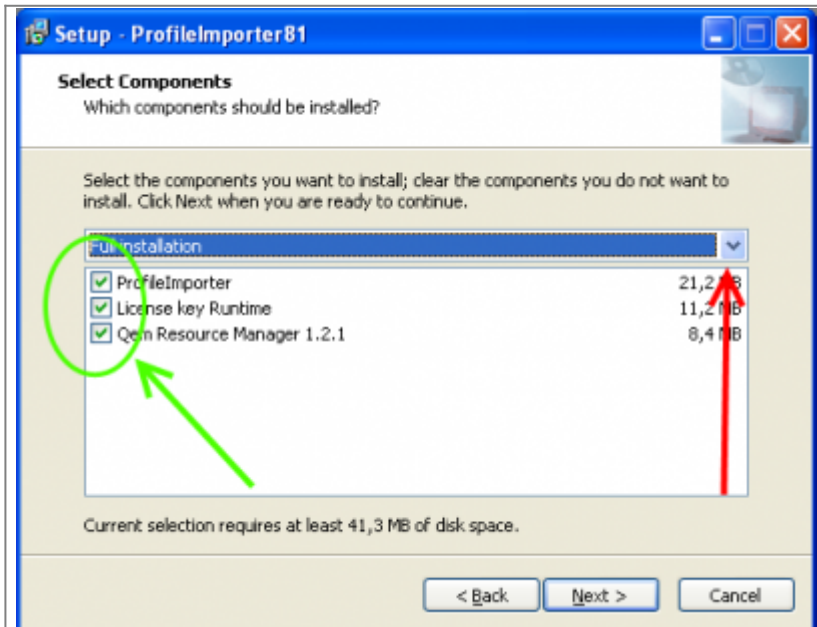 Setup - ProfileImporter81
Select Components
Which components should be installed?
Select the components you want to install; clear the components you do not want to
install. Click Next when you are ready to continue.
Full installation
ProfileImporter 21,2 MB
License key Runtime 11,2 MB
Qem Resource Manager 1.2.1 8,4 MB
Current selection requires at least 41,3 MB of disk space.
< Back Next > Cancel